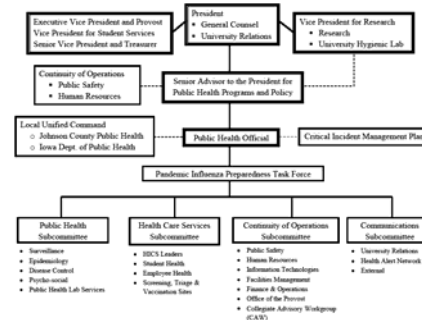 Executive Vice President and Provost
Vice President for Student Services
Senior Vice President and Treasurer
President
General Counsel
University Relations
Vice President for Research
Research
University Hygienic Lab
Continuity of Operations
Public Safety
Human Resources
Senior Advisor to the President for
Public Health Programs and Policy
Local Unified Command
Johnson County Public Health
Iowa Dept. of Public Health
Public Health Official
Critical Incident Management Plan
Pandemic Influenza Preparedness Task Force
Public Health
Subcommittee
Surveillance
Epidemiology
Disease Control
Psycho-social
Public Health Lab Services
Health Care Services
Subcommittee
HICS Leaders
Student Health
Employee Health
Screening, Triage &
Vaccination Sites
Continuity of Operations
Subcommittee
Public Safety
Human Resources
Information Technologies
Facilities Management
Finance & Operations
Office of the Provost
Collegiate Advisory Workgroup
(CAW)
Communications
Subcommittee
University Relations
Health Alert Network
External